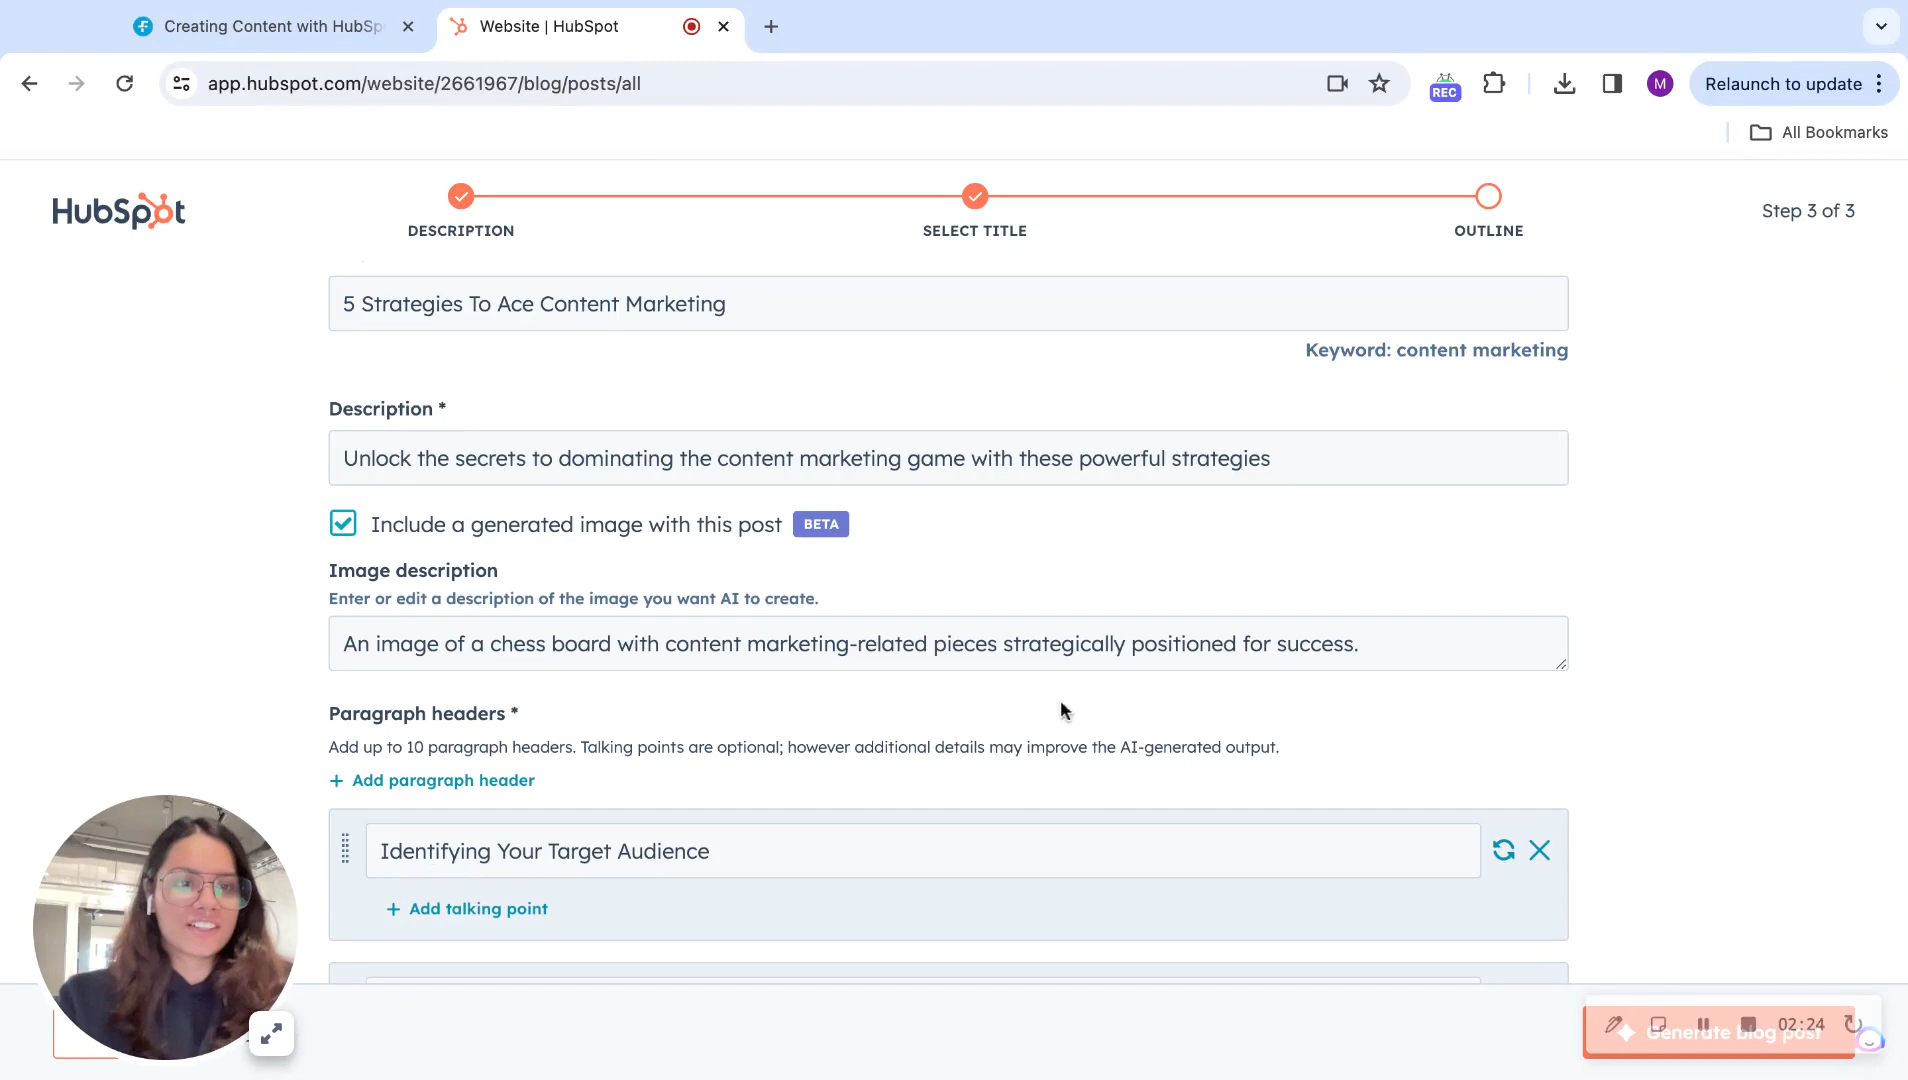 Creating Content with HubSp
Website | HubSpot
app.hubspot.com/website/2661967/blog/posts/all
REC
M
Relaunch to update
All Bookmarks
HubSpot
DESCRIPTION
SELECT TITLE
OUTLINE
Step 3 of 3
5 Strategies To Ace Content Marketing
Keyword: content marketing
Description *
Unlock the secrets to dominating the content marketing game with these powerful strategies
Include a generated image with this post BETA
Image description
Enter or edit a description of the image you want AI to create.
An image of a chess board with content marketing-related pieces strategically positioned for success.
Paragraph headers *
Add up to 10 paragraph headers. Talking points are optional; however additional details may improve the AI-generated output.
+ Add paragraph header
Identifying Your Target Audience
+ Add talking point
02:24
Generate blog post